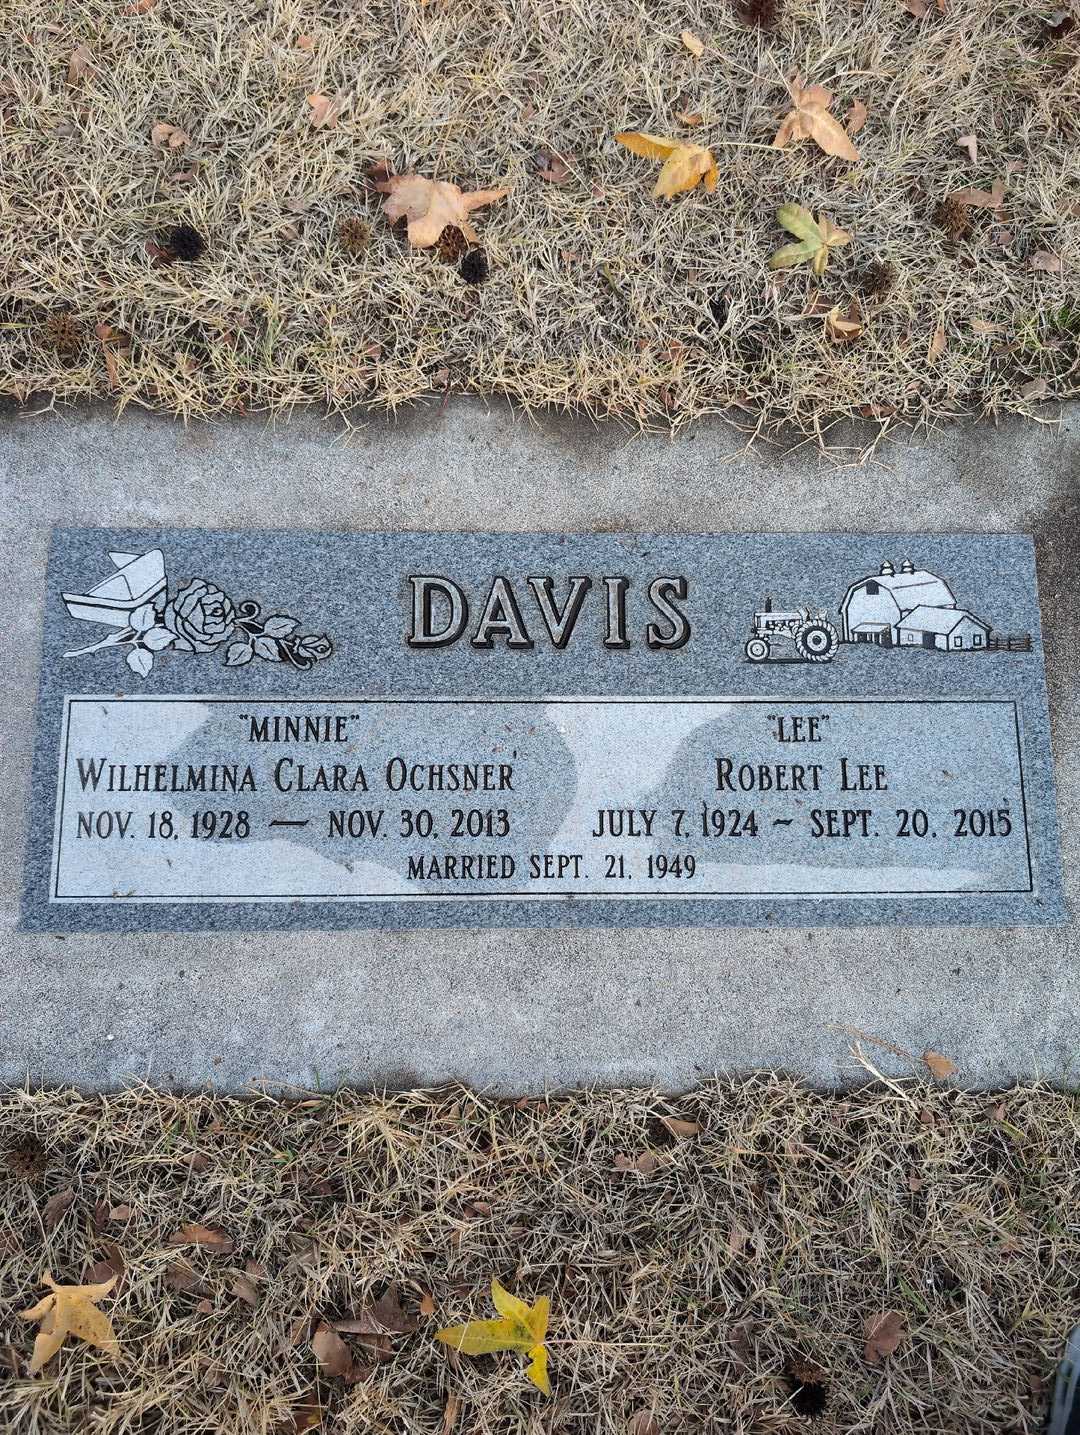 DAVIS
"MINNIE"
WILHELMINA CLARA OCHSNER
NOV. 18, 1928 — NOV. 30, 2013
"LEE"
ROBERT LEE
JULY 7, 1924 ~ SEPT. 20, 2015
MARRIED SEPT. 21, 1949